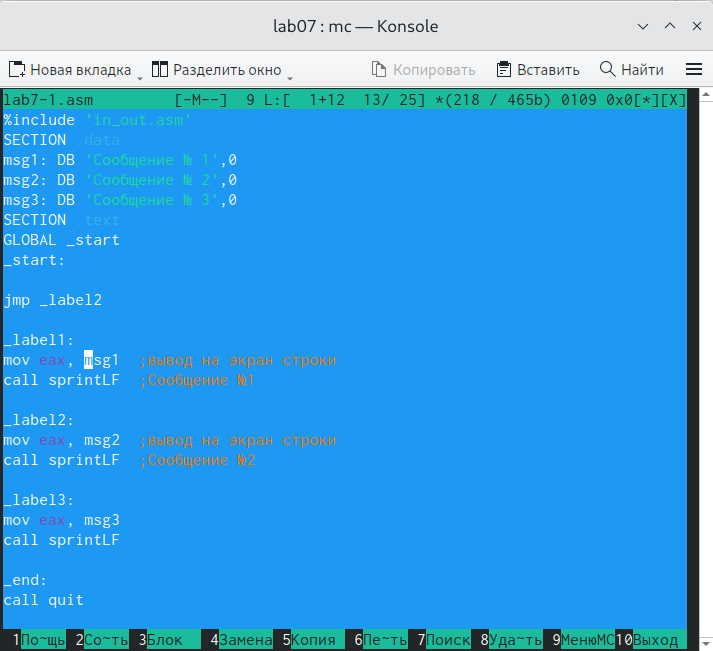 lab07 : mc — Konsole
Новая вкладка Разделить окно Копировать Вставить Найти
lab7-1.asm [-M--] 9 L:[ 1+12 13/ 25] *(218 / 465b) 0109 0x0[*][X]
%include 'in_out.asm'
SECTION .data
msg1: DB 'Сообщение № 1',0
msg2: DB 'Сообщение № 2',0
msg3: DB 'Сообщение № 3',0
SECTION .text
GLOBAL _start
_start:
jmp _label2
_label1:
mov eax, msg1 ;вывод на экран строки
call sprintLF ;Сообщение №1
_label2:
mov eax, msg2 ;вывод на экран строки
call sprintLF ;Сообщение №2
_label3:
mov eax, msg3
call sprintLF
_end:
call quit
1По~щь 2Со~ть 3Блок 4Замена 5Копия 6Пе~ть 7Поиск 8Уда~ть 9МенюMC 10Выход